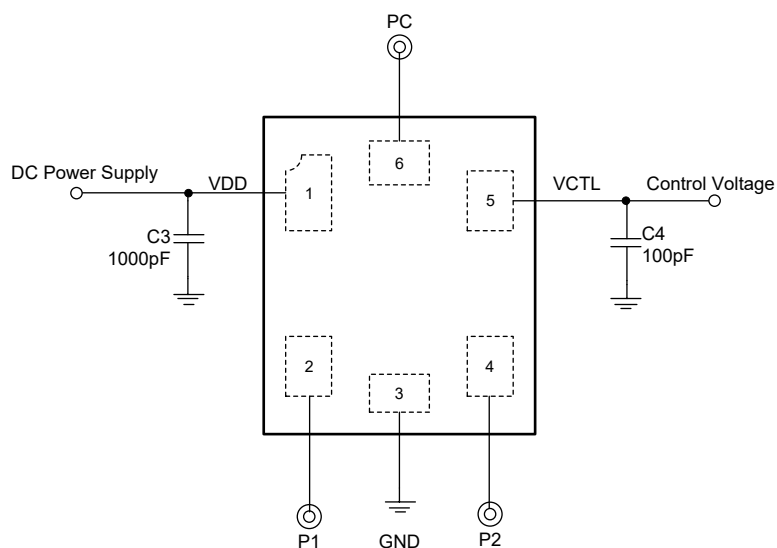 PC
6
DC Power Supply
VDD
1
5
VCTL
Control Voltage
C3
1000pF
C4
100pF
2
3
4
P1
GND
P2